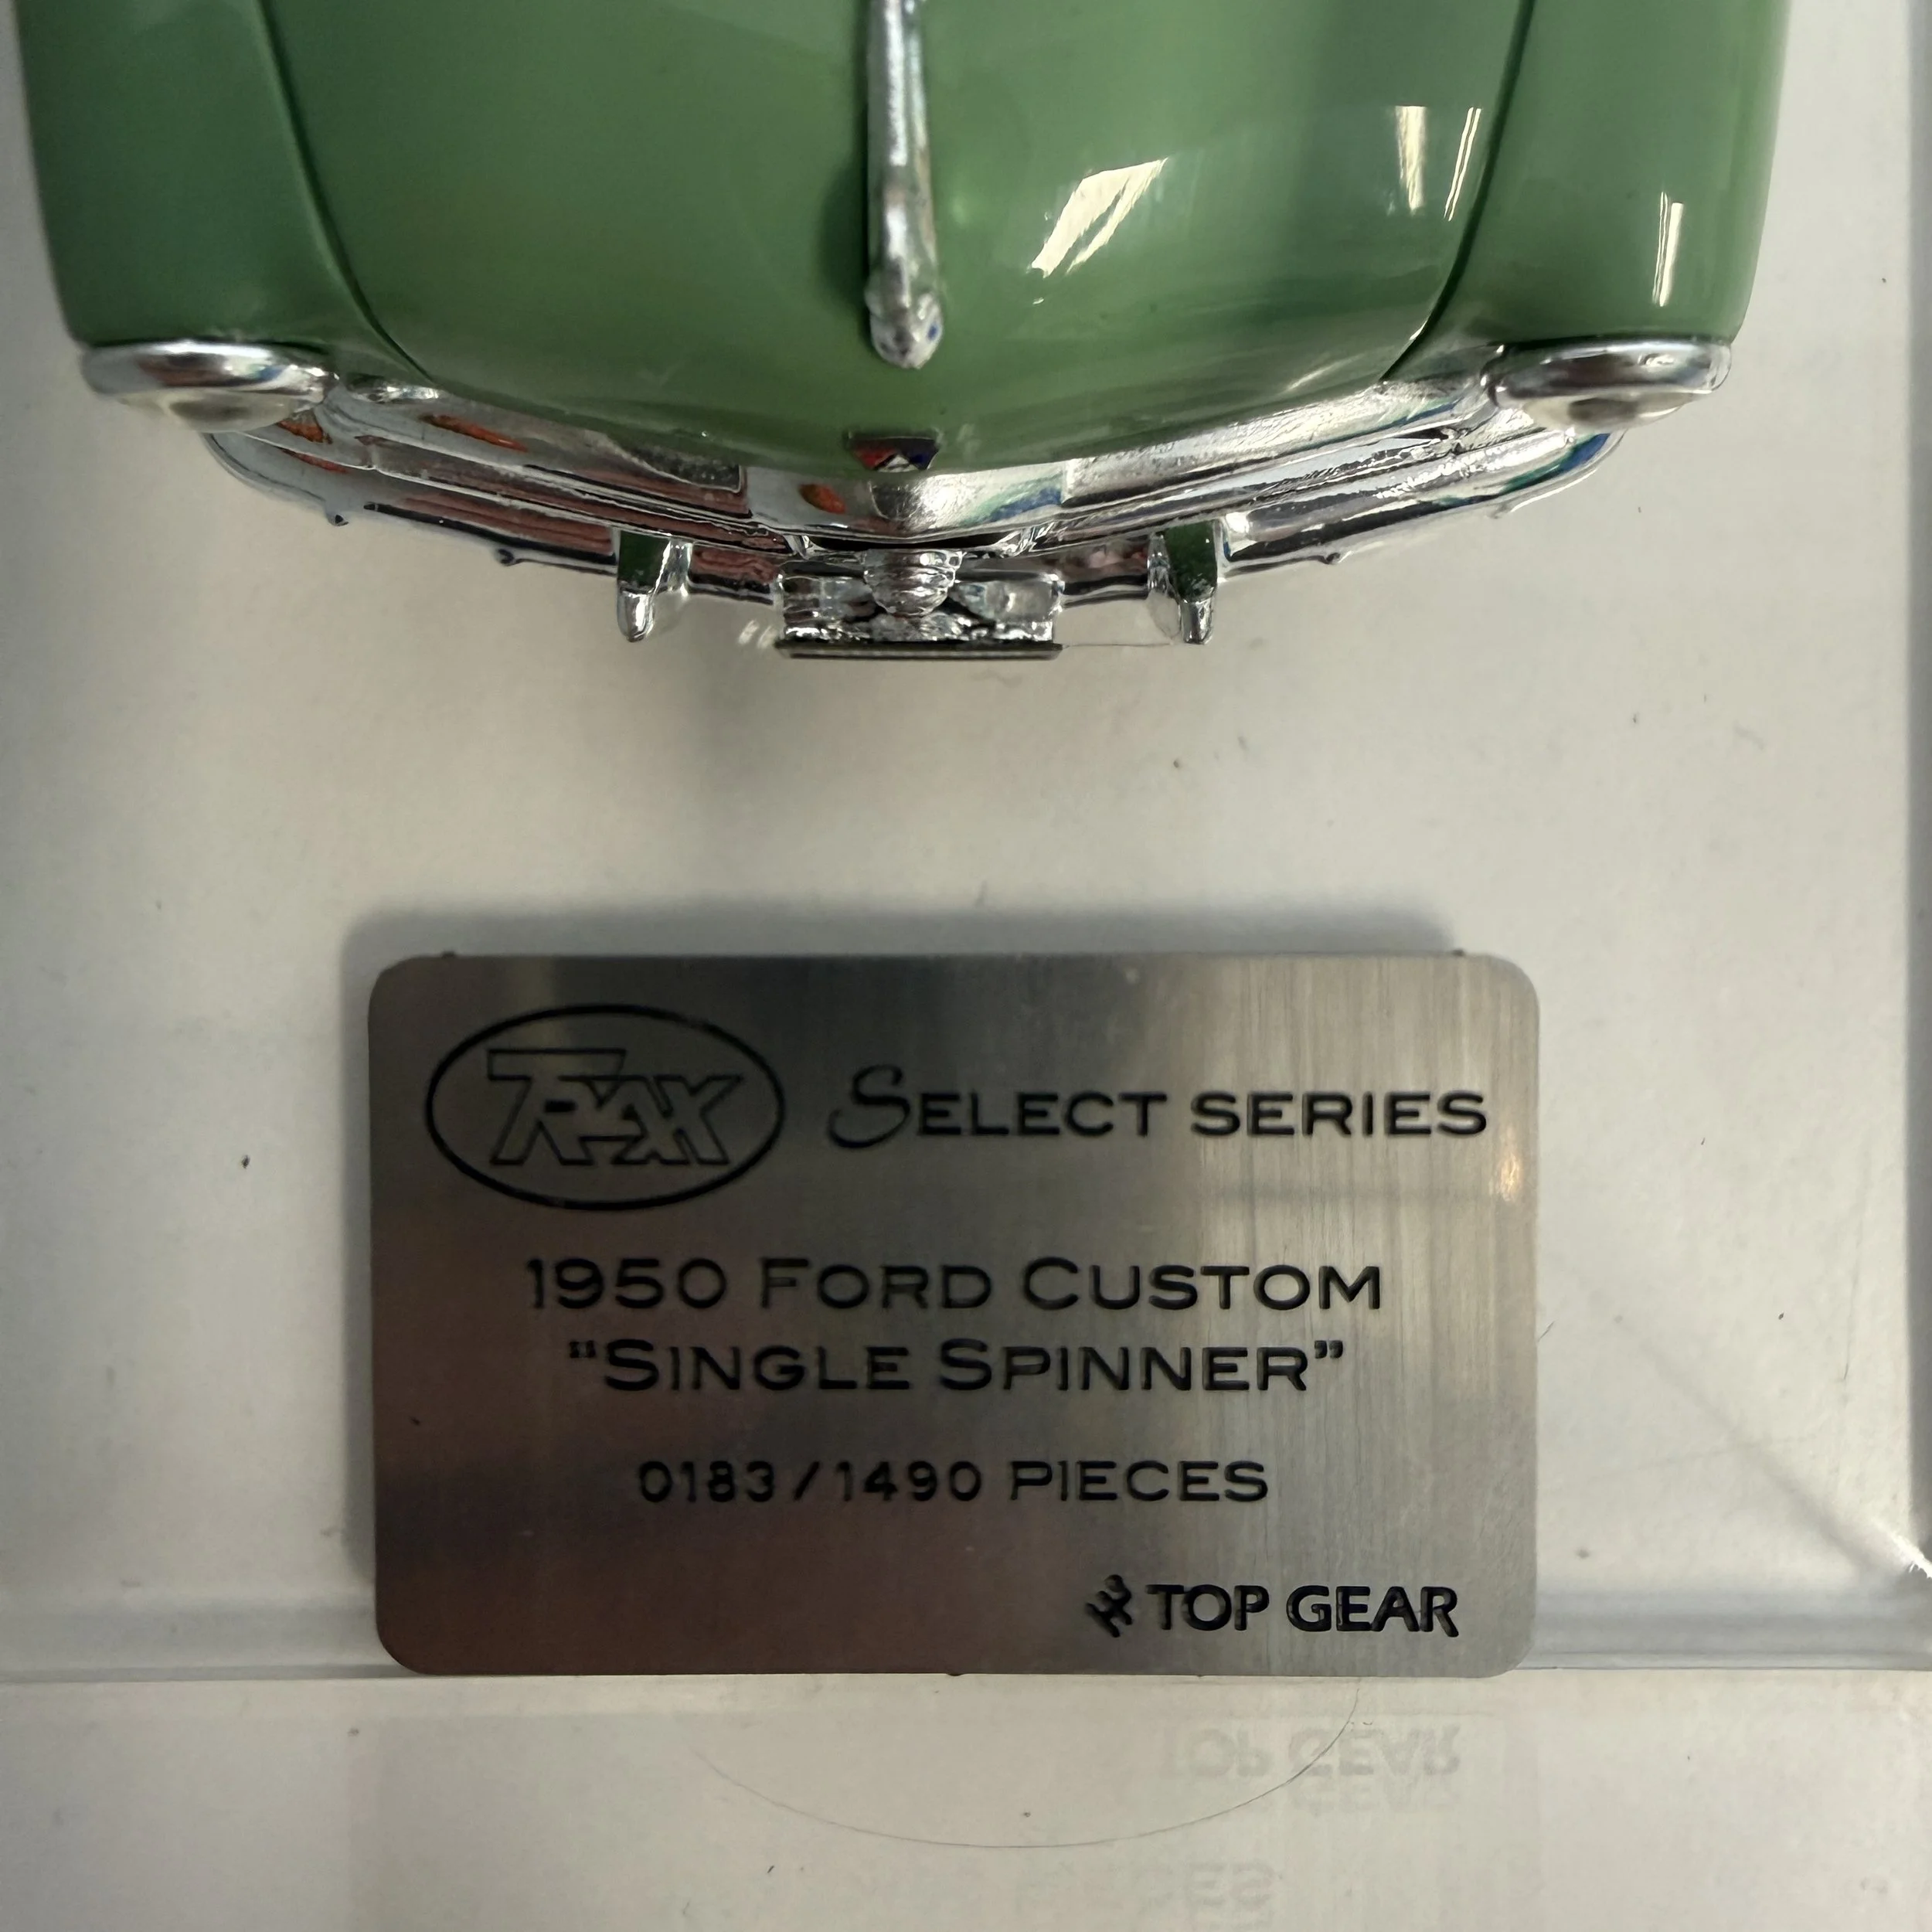 TRAX SELECT SERIES
1950 FORD CUSTOM
“SINGLE SPINNER”
0183/1490 PIECES
TOP GEAR